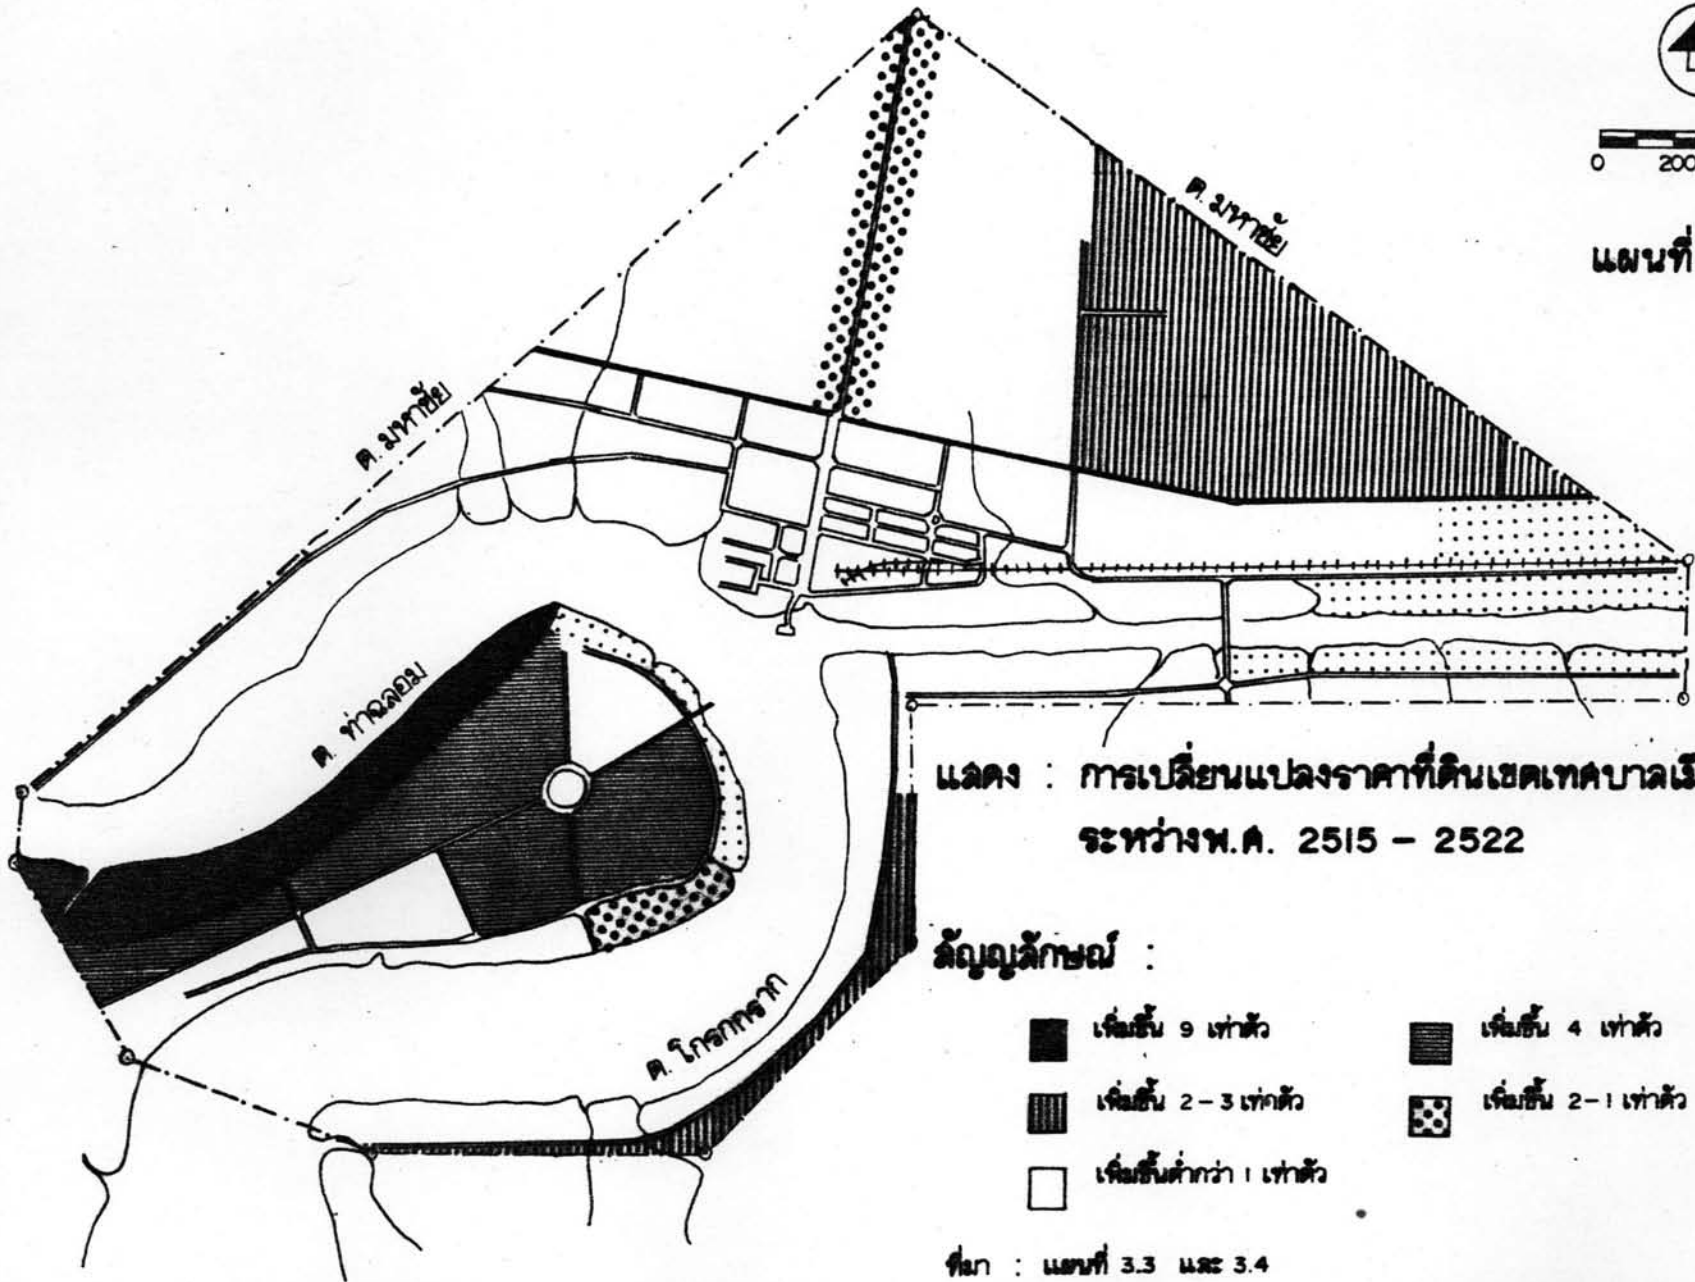 ต. มหาชัย
0 200
แผนที่
ต. มหาชัย
ต. ท่าฉลอม
แสดง : การเปลี่ยนแปลงราคาที่ดินเขตเทศบาล
ระหว่างพ.ศ. 2515 - 2522
สัญญลักษณ์ :
ต. โกรกกราก
เพิ่มขึ้น 9 เท่าตัว
เพิ่มขึ้น 4 เท่าตัว
เพิ่มขึ้น 2-3 เท่าตัว
เพิ่มขึ้น 2-1 เท่าตัว
เพิ่มขึ้นต่ำกว่า 1 เท่าตัว
ที่มา : แผนที่ 3.3 และ 3.4